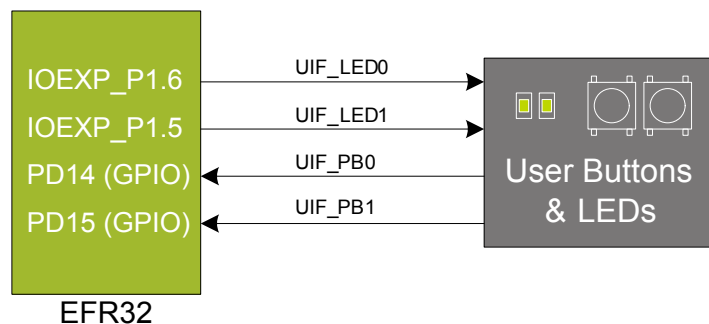 IOEXP_P1.6
IOEXP_P1.5
PD14 (GPIO)
PD15 (GPIO)
UIF_LED0
UIF_LED1
UIF_PB0
UIF_PB1
User Buttons
& LEDs
EFR32